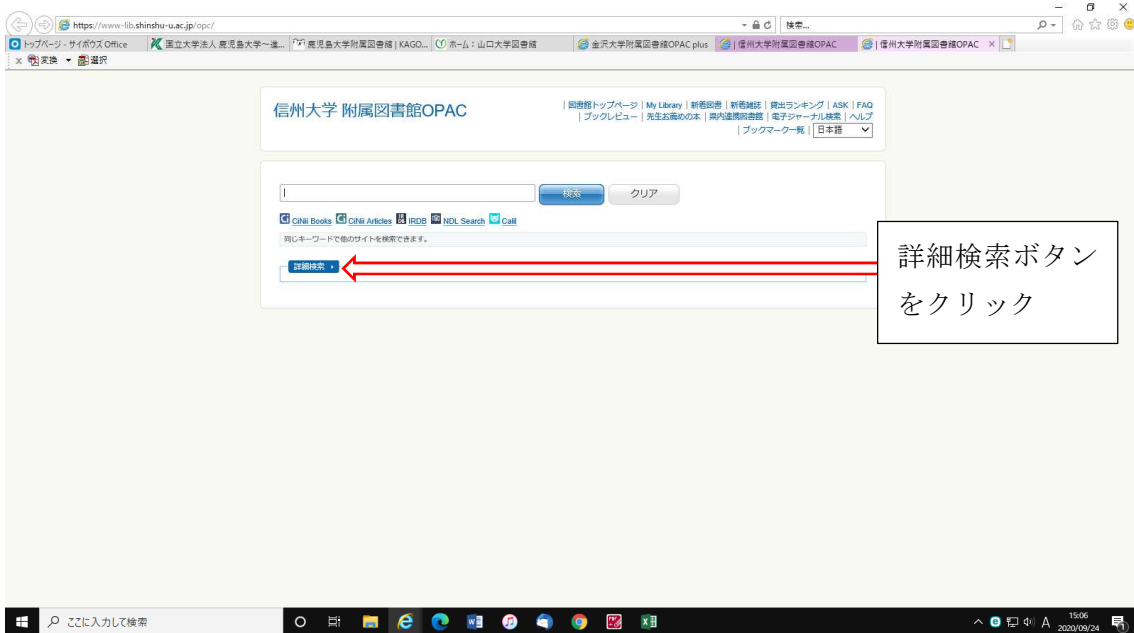 https://www-lib.shinshu-u.ac.jp/opc/
検索...
トップページ - サイボウズ Office
国立大学法人 鹿児島大学～進...
鹿児島大学附属図書館 | KAGO...
ホーム：山口大学図書館
金沢大学附属図書館OPAC plus
| 信州大学附属図書館OPAC
| 信州大学附属図書館OPAC ×
x 変換 ▼ 選択
信州大学 附属図書館OPAC
| 図書館トップページ | My Library | 新着図書 | 新着雑誌 | 貸出ランキング | ASK | FAQ
| ブックレビュー | 先生お薦めの本 | 県内連携図書館 | 電子ジャーナル検索 | ヘルプ
| ブックマーク一覧 | 日本語
検索 クリア
CiNii Books CiNii Articles IRDB NDL Search Calil
同じキーワードで他のサイトを検索できます。
詳細検索
詳細検索ボタン
をクリック
ここに入力して検索
A
15:06
2020/09/24